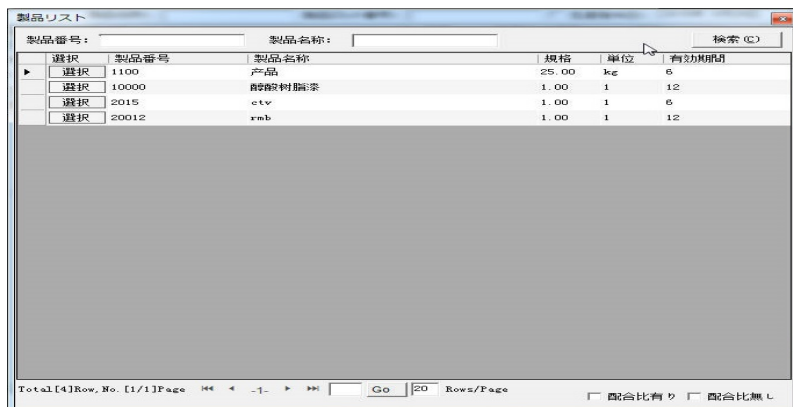 製品リスト
製品番号: 製品名称: 検索(C)
選択 製品番号 製品名称 規格 単位 有効期間
選択 1100 产品 25.00 kg 6
選択 10000 醇酸树脂漆 1.00 1 12
選択 2015 ctv 1.00 1 6
選択 20012 rmb 1.00 1 12
Total[4]Row,No.[1/1]Page -1- Go 20 Rows/Page
配合比有り 配合比無し